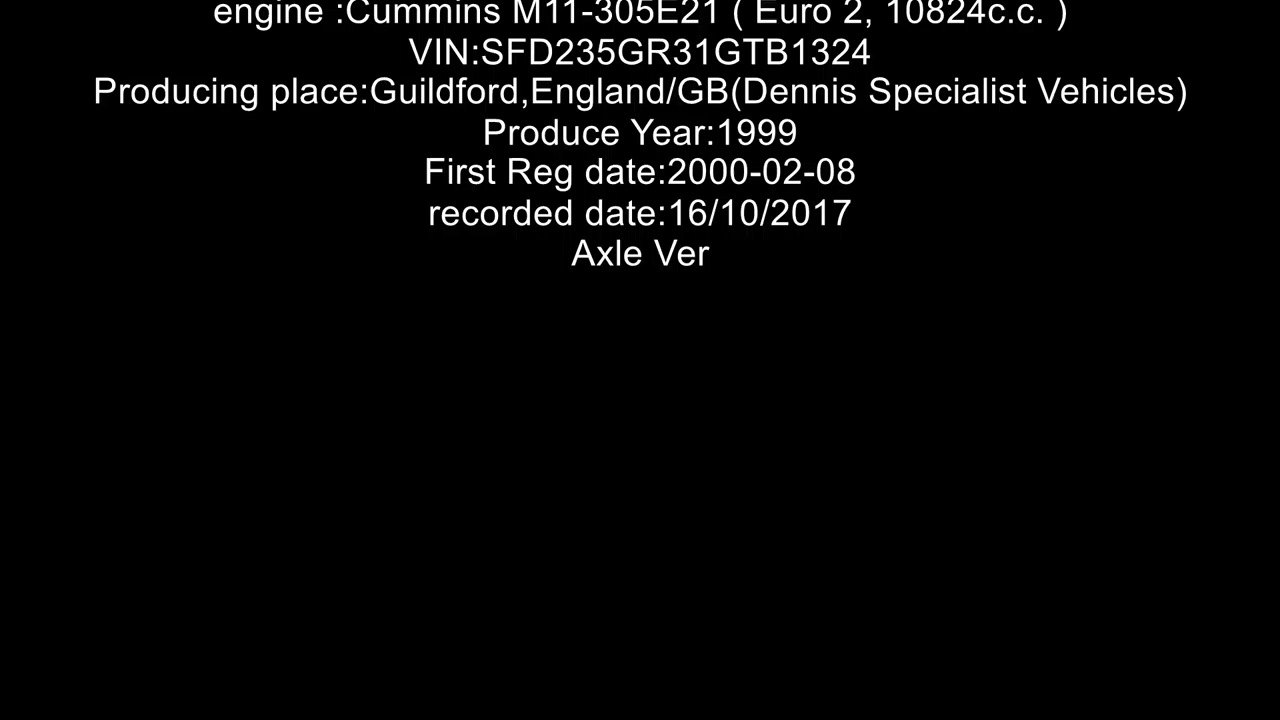 engine :Cummins M11-305E21 ( Euro 2, 10824c.c. )
VIN:SFD235GR31GTB1324
Producing place:Guildford,England/GB(Dennis Specialist Vehicles)
Produce Year:1999
First Reg date:2000-02-08
recorded date:16/10/2017
Axle Ver